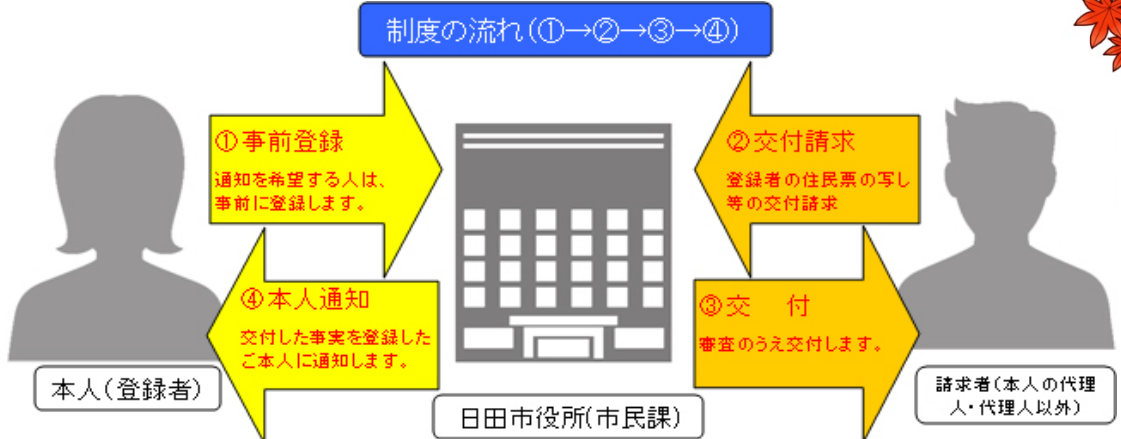 制度の流れ(①→②→③→④)
①事前登録
通知を希望する人は、
事前に登録します。
②交付請求
登録者の住民票の写し
等の交付請求
③交　付
審査のうえ交付します。
④本人通知
交付した事実を登録した
ご本人に通知します。
本人(登録者)
日田市役所(市民課)
請求者(本人の代理
人・代理人以外)